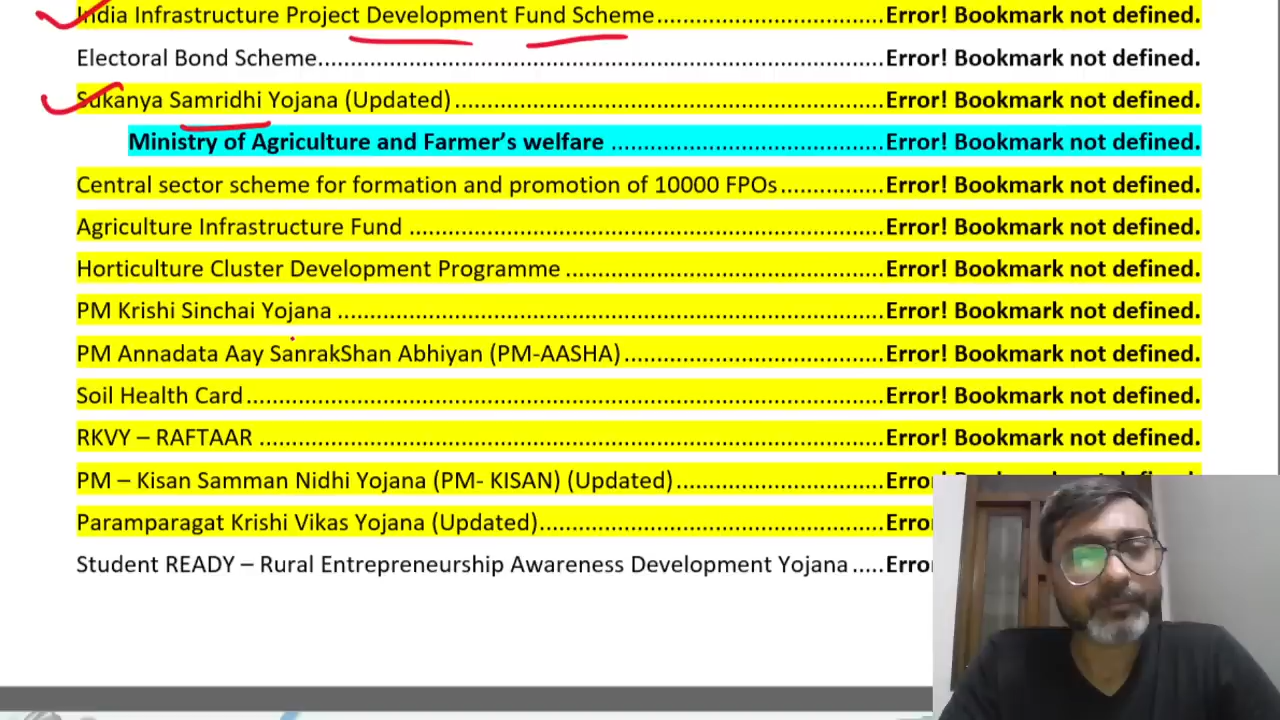 India Infrastructure Project Development Fund Scheme....................................Error! Bookmark not defined.
Electoral Bond Scheme.........................................................................................Error! Bookmark not defined.
Sukanya Samridhi Yojana (Updated)....................................................................Error! Bookmark not defined.
Ministry of Agriculture and Farmer’s welfare ...........................................Error! Bookmark not defined.
Central sector scheme for formation and promotion of 10000 FPOs................Error! Bookmark not defined.
Agriculture Infrastructure Fund ...........................................................................Error! Bookmark not defined.
Horticulture Cluster Development Programme ..................................................Error! Bookmark not defined.
PM Krishi Sinchai Yojana ......................................................................................Error! Bookmark not defined.
PM Annadata Aay SanrakShan Abhiyan (PM-AASHA).........................................Error! Bookmark not defined.
Soil Health Card....................................................................................................Error! Bookmark not defined.
RKVY – RAFTAAR ..................................................................................................Error! Bookmark not defined.
PM – Kisan Samman Nidhi Yojana (PM- KISAN) (Updated).................................
Paramparagat Krishi Vikas Yojana (Updated).......................................................Erro
Student READY – Rural Entrepreneurship Awareness Development Yojana.....Erro